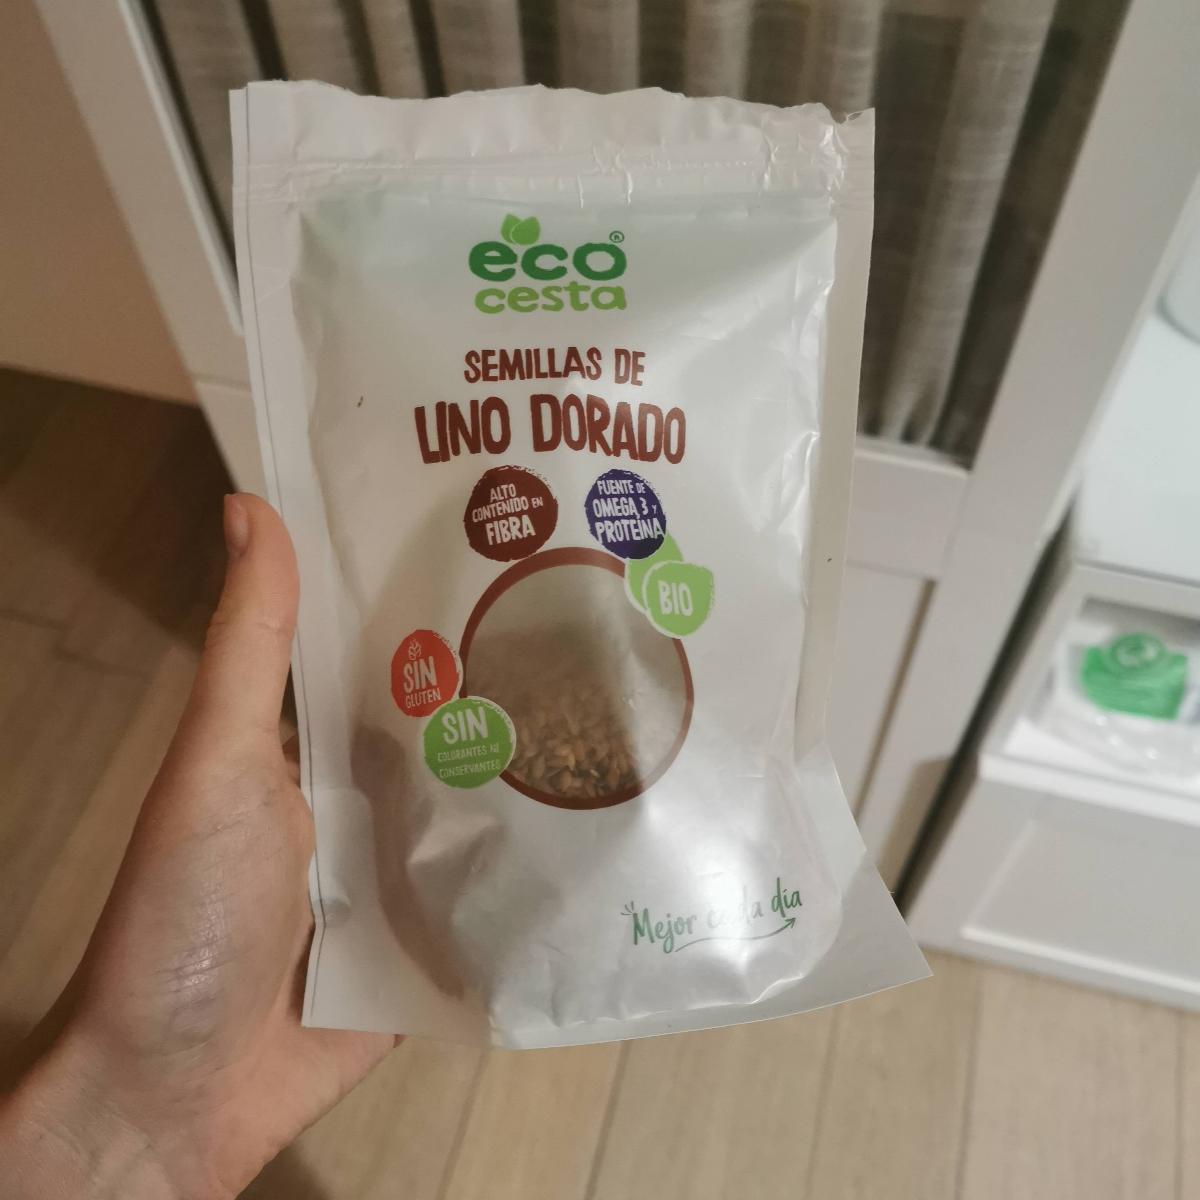 eco®
cesta
SEMILLAS DE
LINO DORADO
ALTO
CONTENIDO EN
FIBRA
FUENTE DE
OMEGA 3 Y
PROTEÍNA
BIO
SIN
GLUTEN
SIN
COLORANTES NI
CONSERVANTES
Mejor cada día